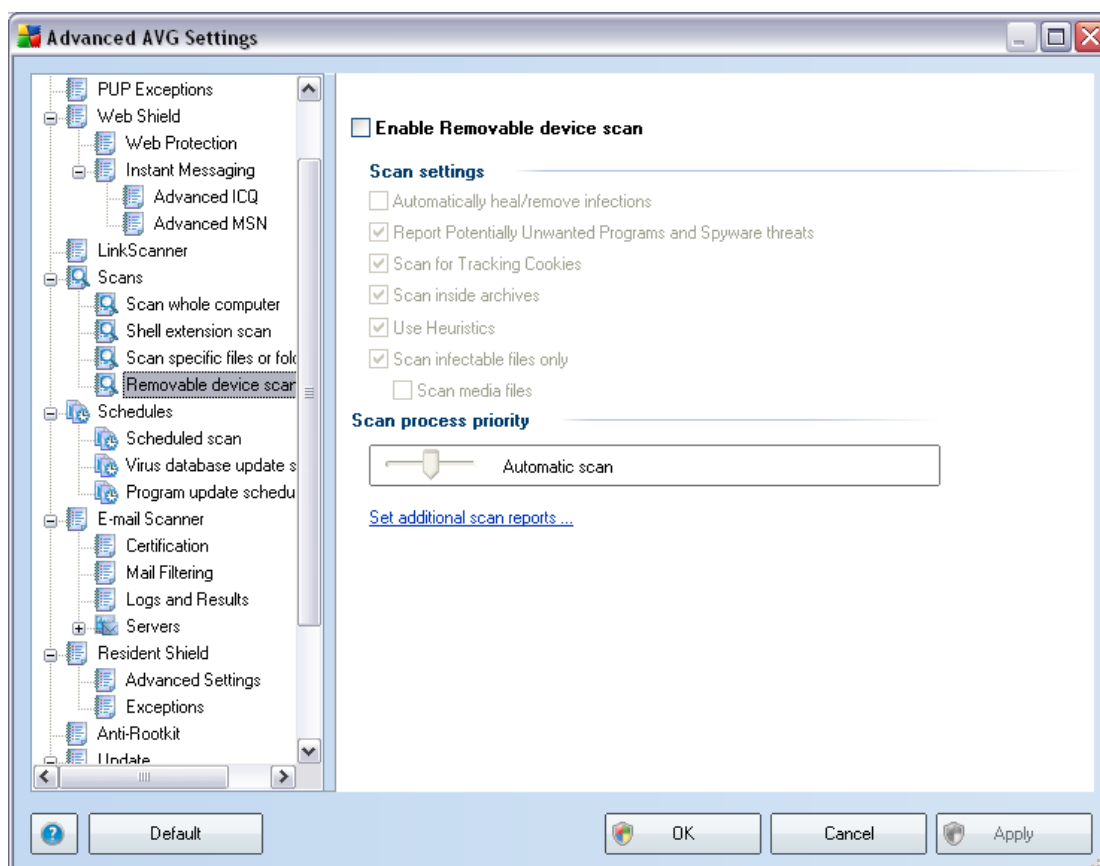 Advanced AVG Settings
PUP Exceptions
Web Shield
Web Protection
Instant Messaging
Advanced ICQ
Advanced MSN
LinkScanner
Scans
Scan whole computer
Shell extension scan
Scan specific files or fold
Removable device scan
Schedules
Scheduled scan
Virus database update s
Program update schedu
E-mail Scanner
Certification
Mail Filtering
Logs and Results
Servers
Resident Shield
Advanced Settings
Exceptions
Anti-Rootkit
Update
Enable Removable device scan
Scan settings
Automatically heal/remove infections
Report Potentially Unwanted Programs and Spyware threats
Scan for Tracking Cookies
Scan inside archives
Use Heuristics
Scan infectable files only
Scan media files
Scan process priority
Automatic scan
Set additional scan reports ...
Default
OK
Cancel
Apply